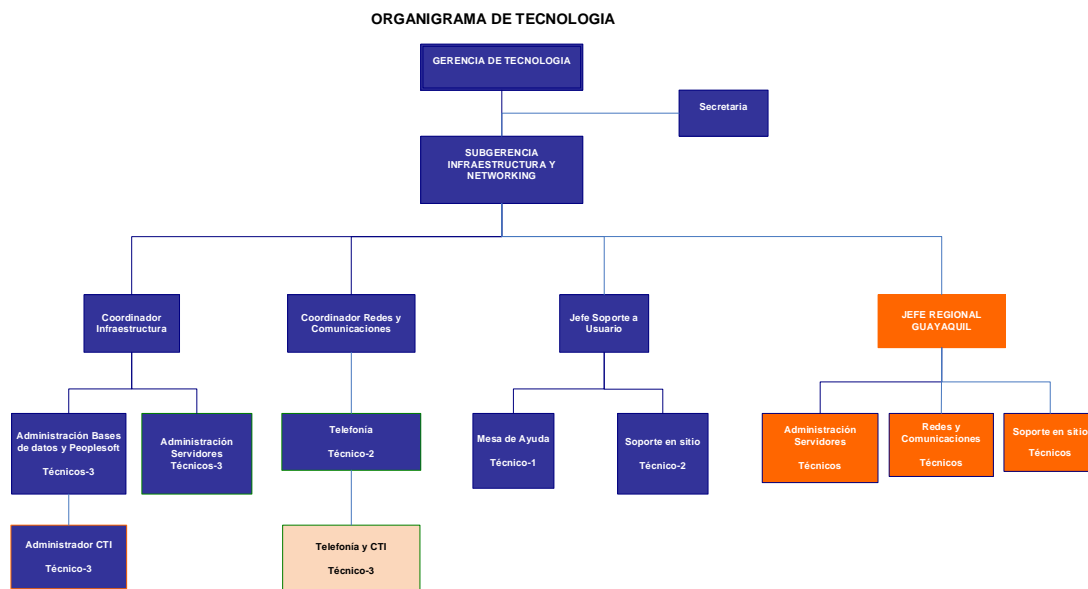 ORGANIGRAMA DE TECNOLOGIA
GERENCIA DE TECNOLOGIA
Secretaria
SUBGERENCIA
INFRAESTRUCTURA Y
NETWORKING
Coordinador
Infraestructura
Coordinador Redes y
Comunicaciones
Jefe Soporte a
Usuario
JEFE REGIONAL
GUAYAQUIL
Administración Bases
de datos y Peoplesoft
Técnicos-3
Administración
Servidores
Técnicos-3
Telefonía
Técnico-2
Mesa de Ayuda
Técnico-1
Soporte en sitio
Técnico-2
Administración
Servidores
Técnicos
Redes y
Comunicaciones
Técnicos
Soporte en sitio
Técnicos
Administrador CTI
Técnico-3
Telefonía y CTI
Técnico-3